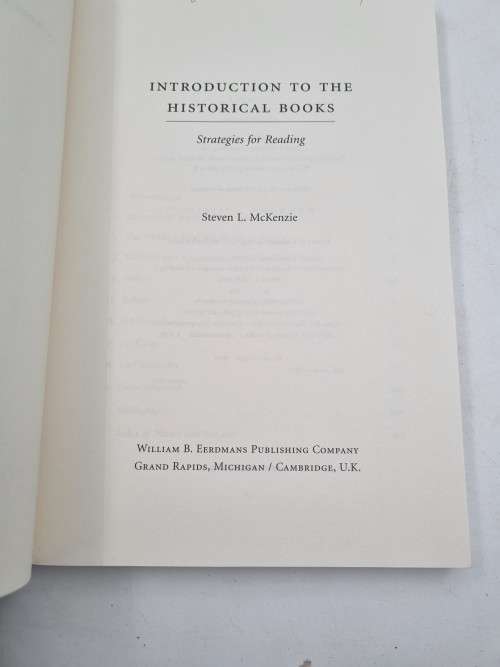 INTRODUCTION TO THE
HISTORICAL BOOKS
Strategies for Reading
Steven L. McKenzie
William B. Eerdmans Publishing Company
Grand Rapids, Michigan / Cambridge, U.K.